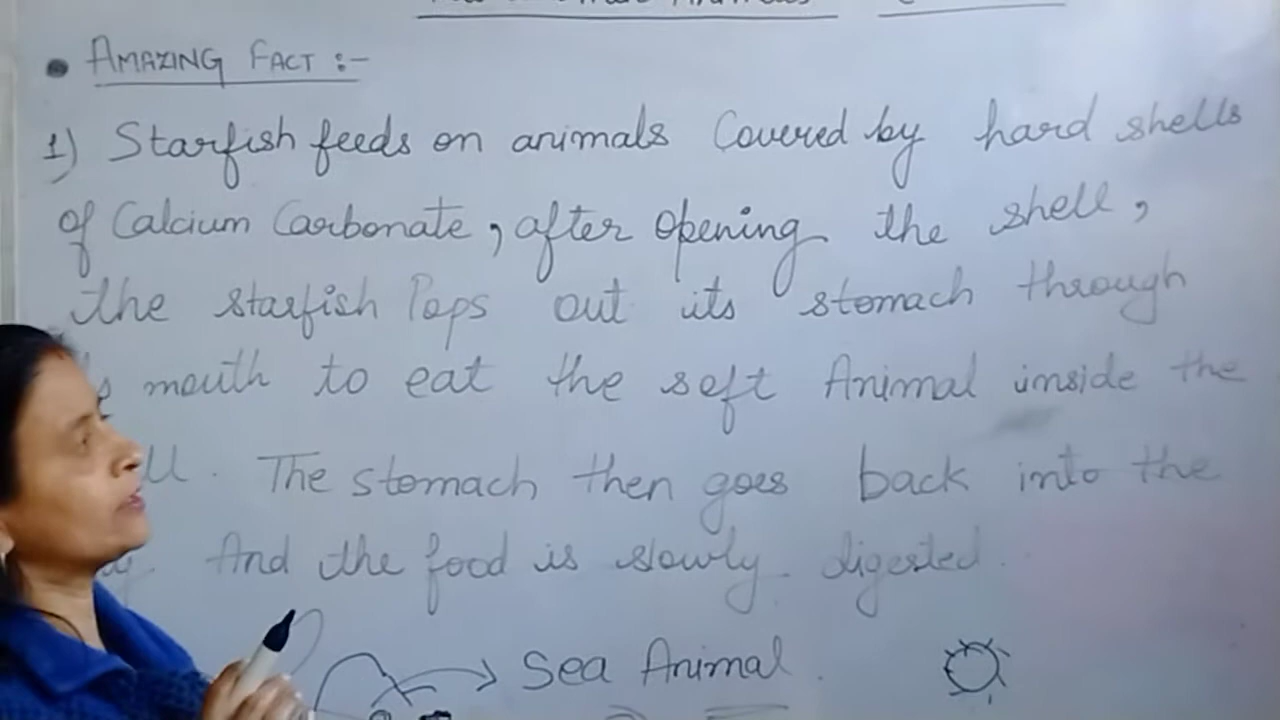 • AMAZING FACT :-
1) Starfish feeds on animals Covered by hard shells
of Calcium Carbonate, after opening the shell,
the starfish Pops out its stomach through
mouth to eat the soft Animal inside the
The stomach then goes back into the
And the food is slowly digested.
Sea Animal.